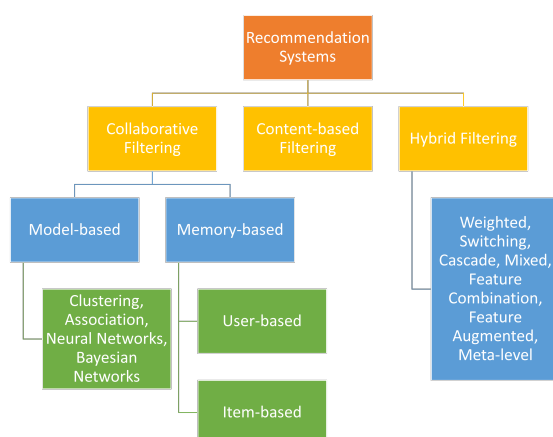 Recommendation
Systems
Collaborative
Filtering
Content-based
Filtering
Hybrid Filtering
Model-based
Memory-based
Weighted,
Switching,
Cascade, Mixed,
Feature
Combination,
Feature
Augmented,
Meta-level
Clustering,
Association,
Neural Networks,
Bayesian
Networks
User-based
Item-based